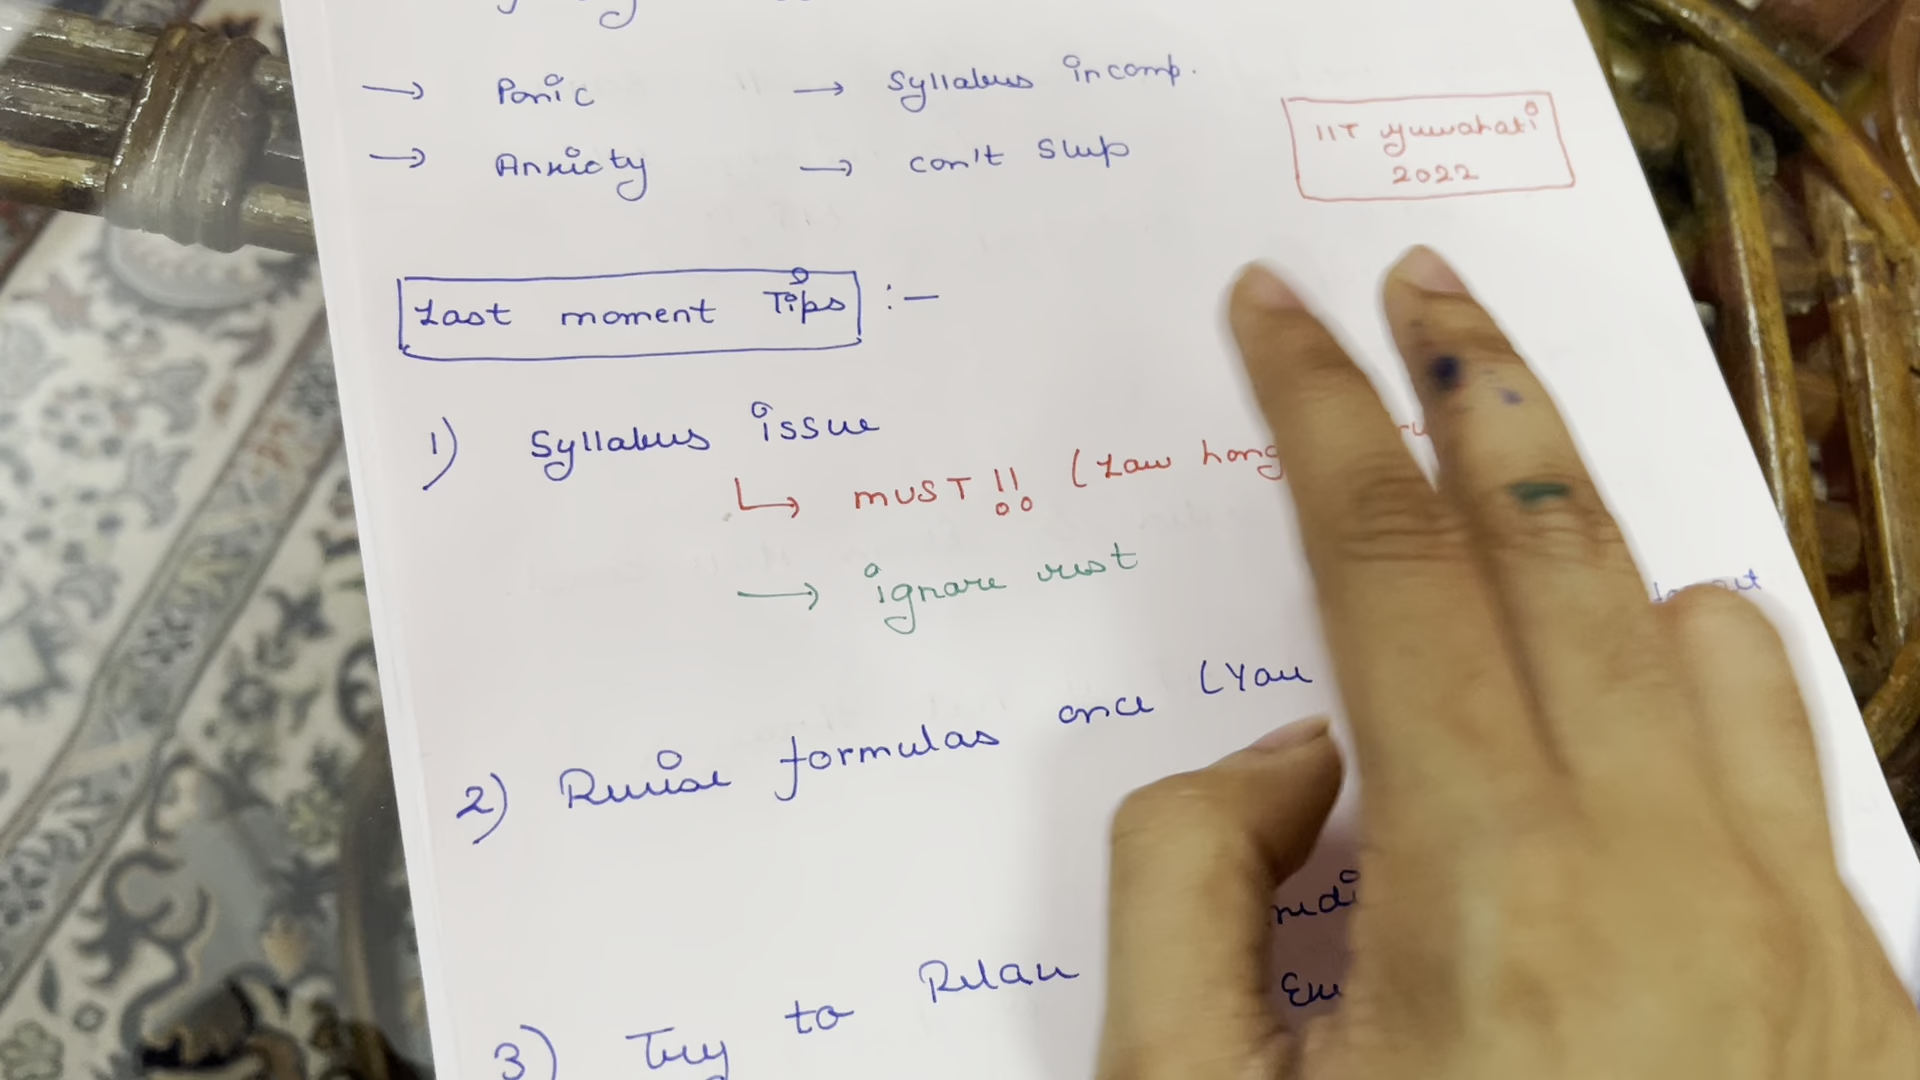 → Panic → Syllabus incomp.
→ Anxiety → can't sleep
IIT Guwahati
2022
Last moment Tips :-
1) Syllabus issue
↳ MUST !! (Low hang
→ ignore rest
2) Revise formulas once (You
3) Try to Relax